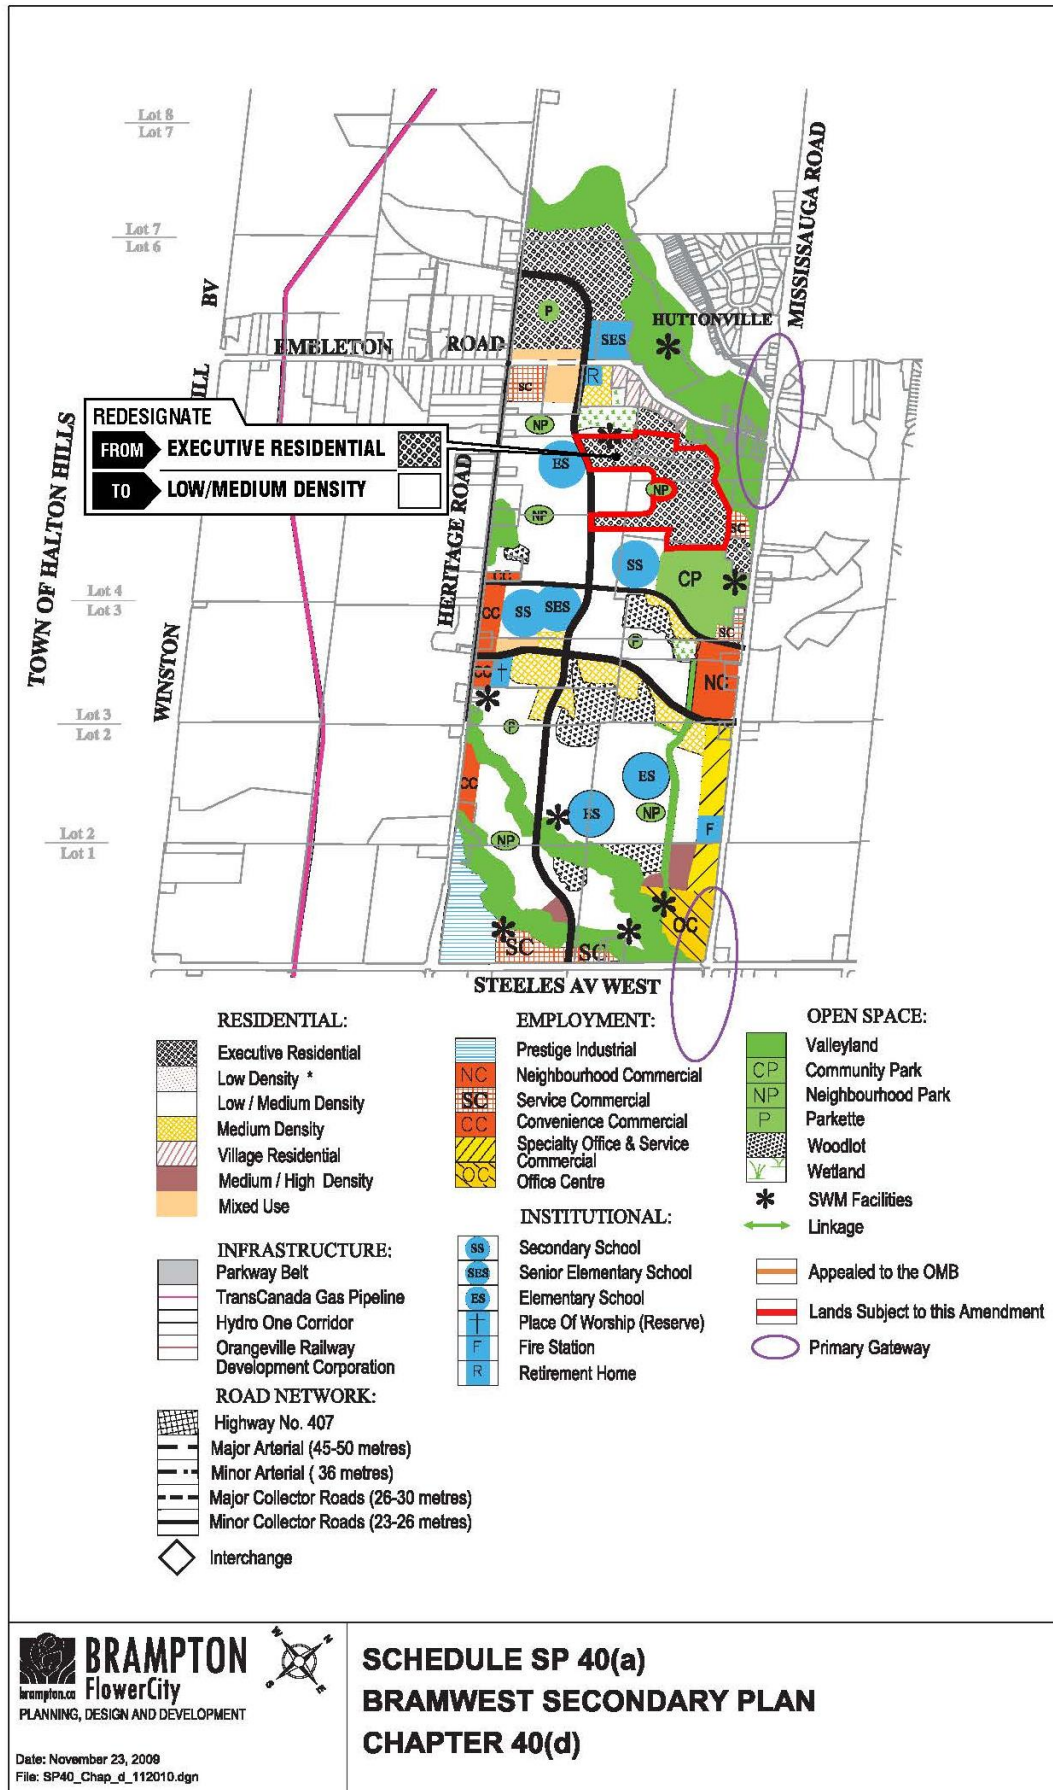 Lot 8
Lot 7
Lot 7
Lot 6
BV
MISSISSAUGA ROAD
HUTTONVILLE
P
SES
EMBLETON ROAD
R
SC
HILL
REDESIGNATE
FROM EXECUTIVE RESIDENTIAL
TO LOW/MEDIUM DENSITY
NP
ES
NP
NP
SC
TOWN OF HALTON HILLS
HERITAGE ROAD
SS
CP
CC
Lot 4
Lot 3
CC
SS
SES
P
SC
WINSTON
CC
NC
Lot 3
Lot 2
P
CC
ES
ES
NP
F
Lot 2
Lot 1
NP
OC
SC
SC
STEELES AV WEST
RESIDENTIAL:
Executive Residential
Low Density *
Low / Medium Density
Medium Density
Village Residential
Medium / High Density
Mixed Use
INFRASTRUCTURE:
Parkway Belt
TransCanada Gas Pipeline
Hydro One Corridor
Orangeville Railway
Development Corporation
ROAD NETWORK:
Highway No. 407
Major Arterial (45-50 metres)
Minor Arterial ( 36 metres)
Major Collector Roads (26-30 metres)
Minor Collector Roads (23-26 metres)
Interchange
EMPLOYMENT:
Prestige Industrial
NC Neighbourhood Commercial
SC Service Commercial
CC Convenience Commercial
Specialty Office & Service
Commercial
OC Office Centre
INSTITUTIONAL:
SS Secondary School
SES Senior Elementary School
ES Elementary School
Place Of Worship (Reserve)
F Fire Station
R Retirement Home
OPEN SPACE:
Valleyland
CP Community Park
NP Neighbourhood Park
P Parkette
Woodlot
Wetland
SWM Facilities
Linkage
Appealed to the OMB
Lands Subject to this Amendment
Primary Gateway
BRAMPTON
brampton.ca FlowerCity
PLANNING, DESIGN AND DEVELOPMENT
W N
S E
Date: November 23, 2009
File: SP40_Chap_d_112010.dgn
SCHEDULE SP 40(a)
BRAMWEST SECONDARY PLAN
CHAPTER 40(d)